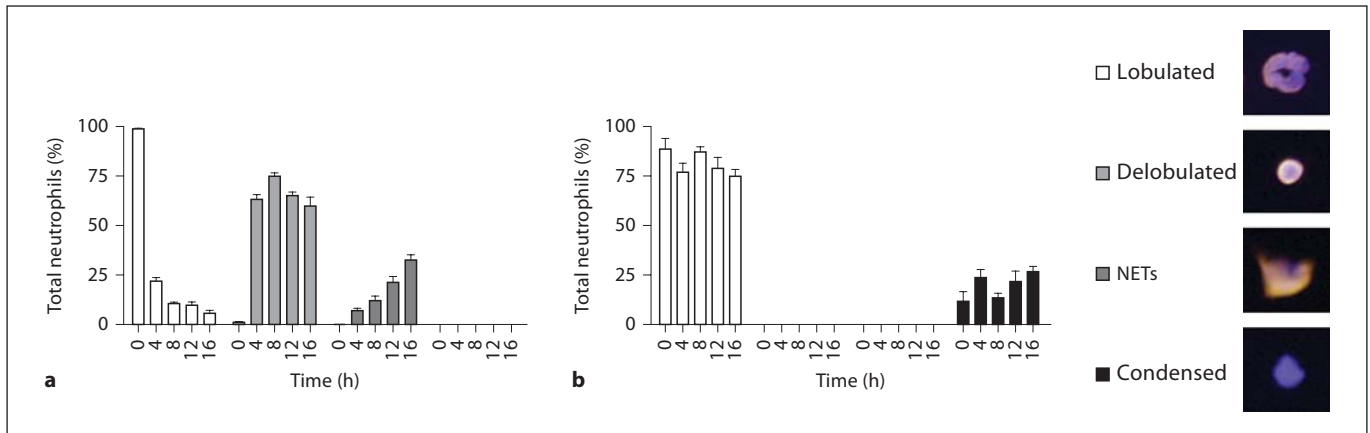 Total neutrophils (%)
100
75
50
25
0
0 4 8 12 16 0 4 8 12 16 0 4 8 12 16 0 4 8 12 16
Time (h)
a
Total neutrophils (%)
100
75
50
25
0
0 4 8 12 16 0 4 8 12 16 0 4 8 12 16 0 4 8 12 16
Time (h)
b
Lobulated
Delobulated
NETs
Condensed